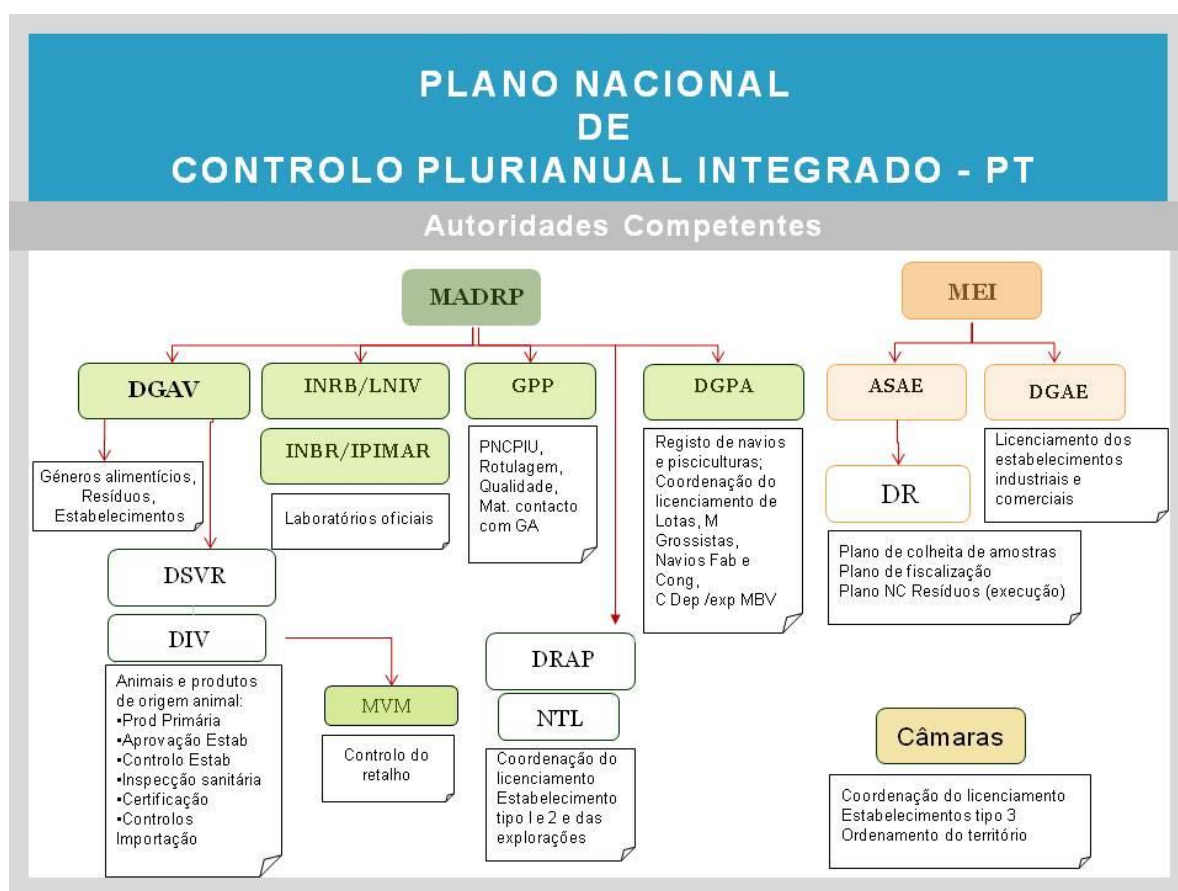 PLANO NACIONAL
DE
CONTROLO PLURIANUAL INTEGRADO - PT
Autoridades Competentes
MADRP
MEI
DGAV
INRB/LNIV
GPP
DGPA
ASAE
DGAE
INBR/IPIMAR
Géneros alimentícios,
Resíduos,
Estabelecimentos
Laboratórios oficiais
PNCPIU,
Rotulagem,
Qualidade,
Mat. contacto
com GA
Registo de navios
e pisciculturas;
Coordenação do
licenciamento de
Lotas, M
Grossistas,
Navios Fab e
Cong,
C Dep /exp MBV
DR
Licenciamento dos
estabelecimentos
industriais e
comerciais
Plano de colheita de amostras
Plano de fiscalização
Plano NC Resíduos (execução)
DSVR
DIV
Animais e produtos
de origem animal:
▪Prod Primária
▪Aprovação Estab
▪Controlo Estab
▪Inspecção sanitária
▪Certificação
▪Controlos
Importação
MVM
Controlo do
retalho
DRAP
NTL
Coordenação do
licenciamento
Estabelecimento
tipo I e 2 e das
explorações
Câmaras
Coordenação do licenciamento
Estabelecimentos tipo 3
Ordenamento do território